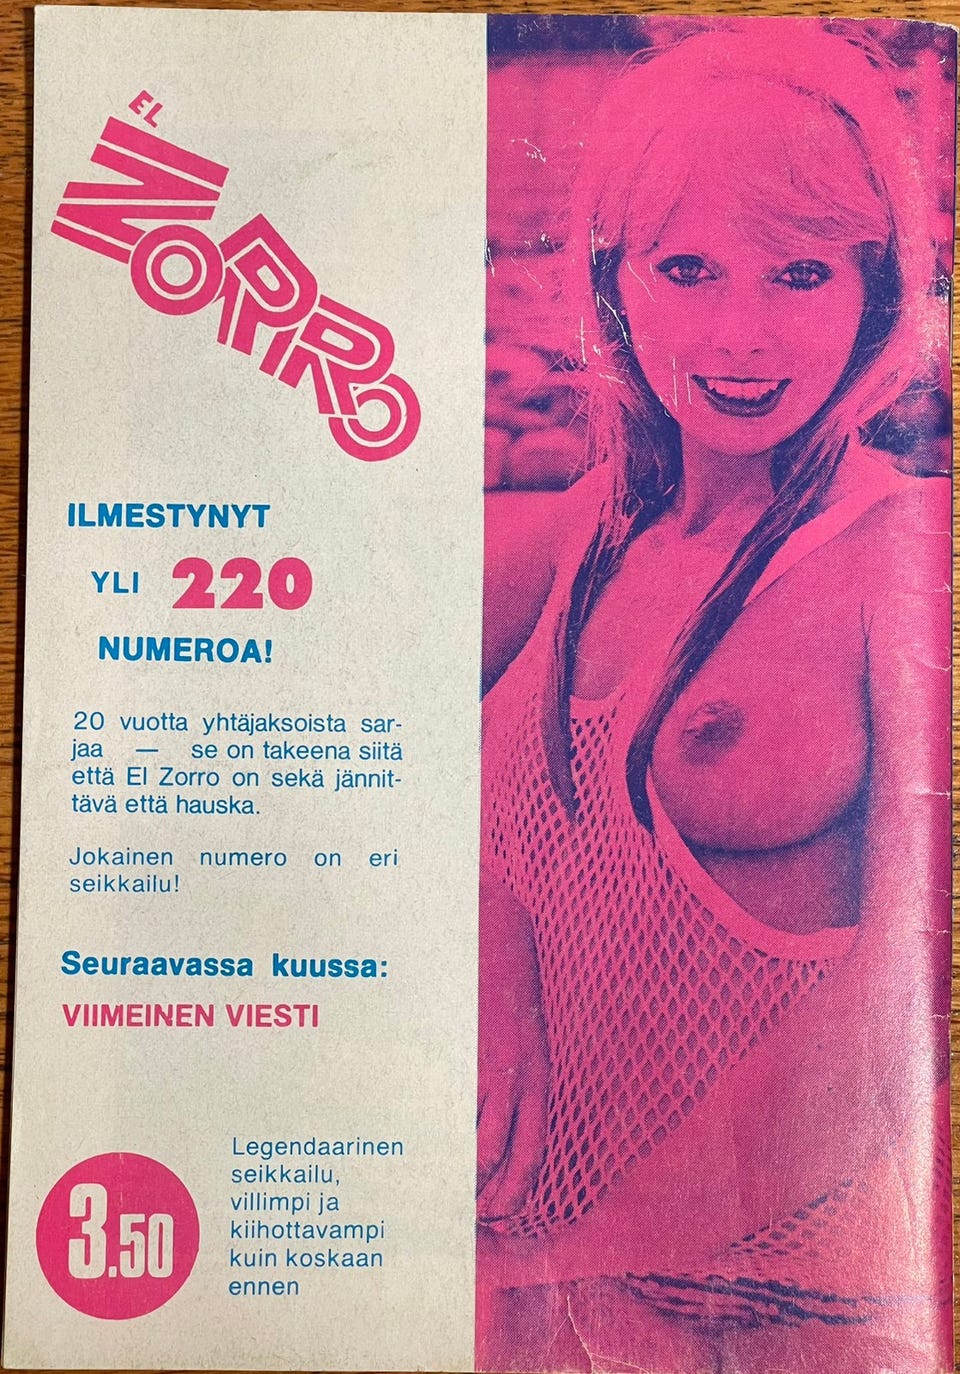 EL
ZORRO
ILMESTYNYT
YLI 220
NUMEROA!
20 vuotta yhtäjaksoista sar-
jaa — se on takeena siitä
että El Zorro on sekä jännit-
tävä että hauska.
Jokainen numero on eri
seikkailu!
Seuraavassa kuussa:
VIIMEINEN VIESTI
3.50
Legendaarinen
seikkailu,
villimpi ja
kiihottavampi
kuin koskaan
ennen